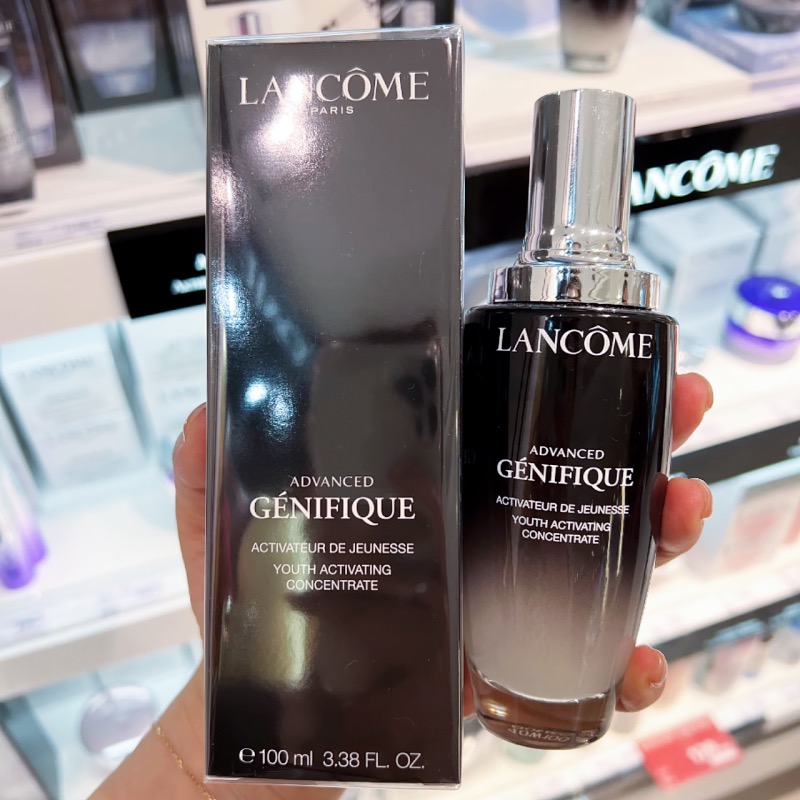 LANCÔME
PARIS
ADVANCED
GÉNIFIQUE
ACTIVATEUR DE JEUNESSE
YOUTH ACTIVATING
CONCENTRATE
℮ 100 ml 3.38 FL. OZ.
LANCÔME
ADVANCED
GÉNIFIQUE
ACTIVATEUR DE JEUNESSE
YOUTH ACTIVATING
CONCENTRATE
ANCÔME